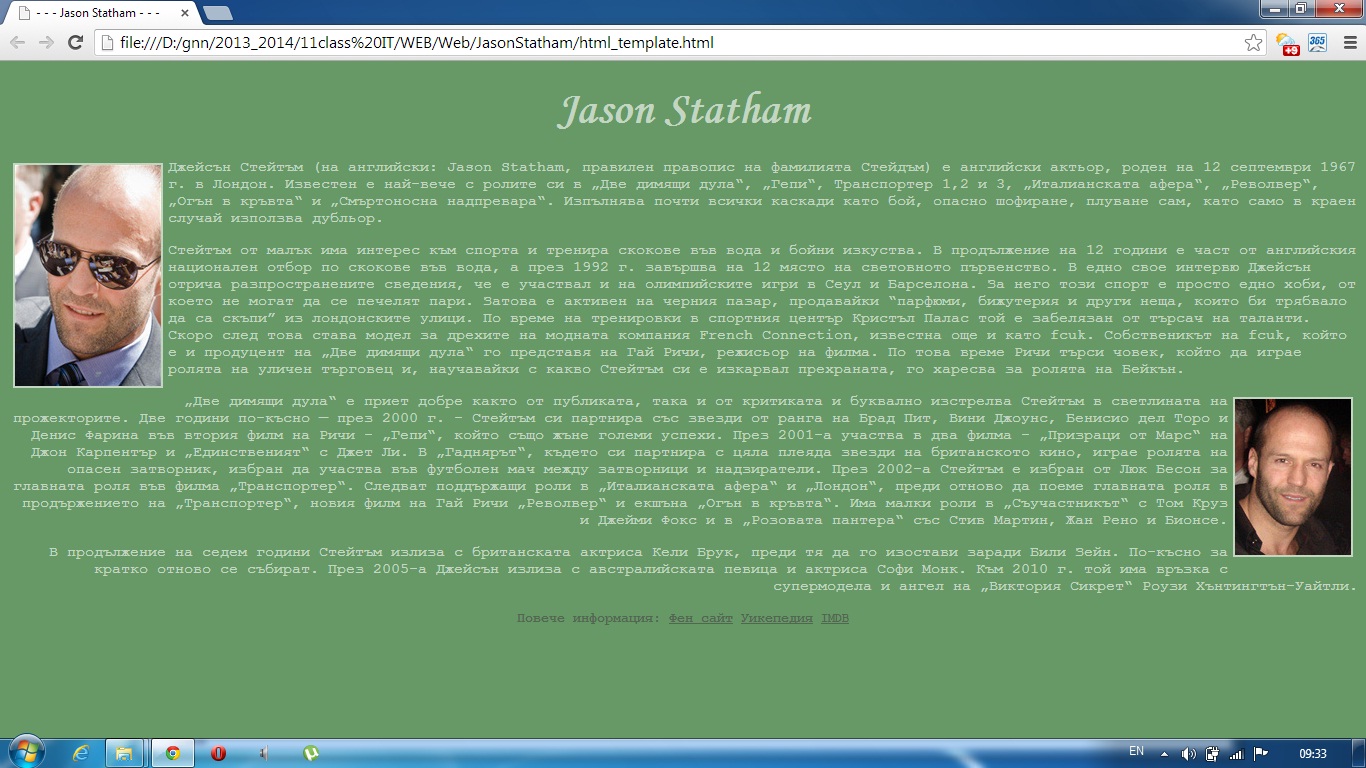 - - - Jason Statham - - -
file:///D:/gnn/2013_2014/11class%20IT/WEB/Web/JasonStatham/html_template.html
+9
365
Jason Statham
Джейсън Стейтъм (на английски: Jason Statham, правилен правопис на фамилията Стейдъм) е английски актьор, роден на 12 септември 1967
г. в Лондон. Известен е най-вече с ролите си в „Две димящи дула“, „Гепи“, Транспортер 1,2 и 3, „Италианската афера“, „Револвер“,
„Огън в кръвта“ и „Смъртоносна надпревара“. Изпълнява почти всички каскади като бой, опасно шофиране, плуване сам, като само в краен
случай използва дубльор.
Стейтъм от малък има интерес към спорта и тренира скокове във вода и бойни изкуства. В продължение на 12 години е част от английския
национален отбор по скокове във вода, а през 1992 г. завършва на 12 място на световното първенство. В едно свое интервю Джейсън
отрича разпространените сведения, че е участвал и на олимпийските игри в Сеул и Барселона. За него този спорт е просто едно хоби, от
което не могат да се печелят пари. Затова е активен на черния пазар, продавайки “парфюми, бижутерия и други неща, които би трябвало
да са скъпи” из лондонските улици. По време на тренировки в спортния център Кристъл Палас той е забелязан от търсач на таланти.
Скоро след това става модел за дрехите на модната компания French Connection, известна още и като fcuk. Собственикът на fcuk, който
е и продуцент на „Две димящи дула“ го представя на Гай Ричи, режисьор на филма. По това време Ричи търси човек, който да играе
ролята на уличен търговец и, научавайки с какво Стейтъм си е изкарвал прехраната, го харесва за ролята на Бейкън.
„Две димящи дула“ е приет добре както от публиката, така и от критиката и буквално изстрелва Стейтъм в светлината на
прожекторите. Две години по-късно — през 2000 г. - Стейтъм си партнира със звезди от ранга на Брад Пит, Вини Джоунс, Бенисио дел Торо и
Денис Фарина във втория филм на Ричи - „Гепи“, който също жъне големи успехи. През 2001-а участва в два филма - „Призраци от Марс“ на
Джон Карпентър и „Единственият“ с Джет Ли. В „Гаднярът“, където си партнира с цяла плеяда звезди на британското кино, играе ролята на
опасен затворник, избран да участва във футболен мач между затворници и надзиратели. През 2002-а Стейтъм е избран от Люк Бесон за
главната роля във филма „Транспортер“. Следват поддържащи роли в „Италианската афера“ и „Лондон“, преди отново да поеме главната роля в
продържението на „Транспортер“, новия филм на Гай Ричи „Револвер“ и екшъна „Огън в кръвта“. Има малки роли в „Съучастникът“ с Том Круз
и Джейми Фокс и в „Розовата пантера“ със Стив Мартин, Жан Рено и Бионсе.
В продължение на седем години Стейтъм излиза с британската актриса Кели Брук, преди тя да го изостави заради Били Зейн. По-късно за
кратко отново се събират. През 2005-а Джейсън излиза с австралийската певица и актриса Софи Монк. Към 2010 г. той има връзка с
супермодела и ангел на „Виктория Сикрет“ Роузи Хънтингтън-Уайтли.
Повече информация: Фен сайт Уикепедия IMDB
EN
09:33